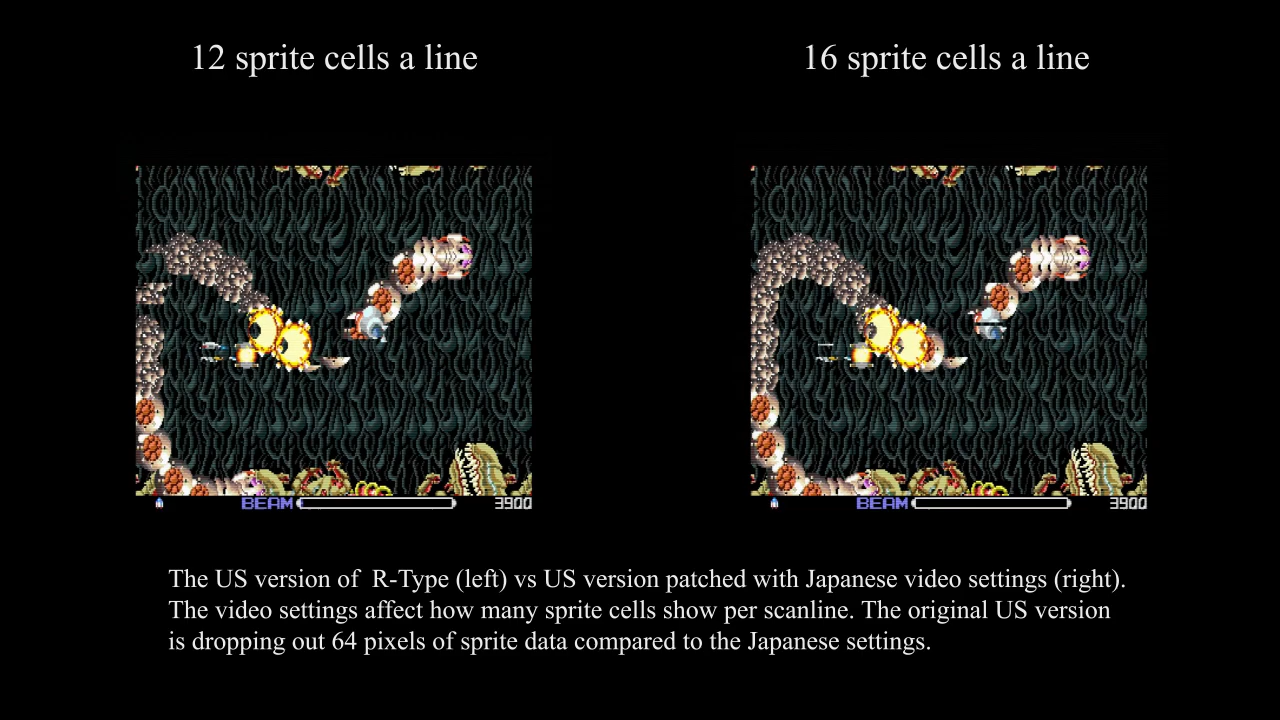 12 sprite cells a line
16 sprite cells a line
BEAM
3900
BEAM
3900
The US version of  R-Type (left) vs US version patched with Japanese video settings (right).
The video settings affect how many sprite cells show per scanline. The original US version
is dropping out 64 pixels of sprite data compared to the Japanese settings.